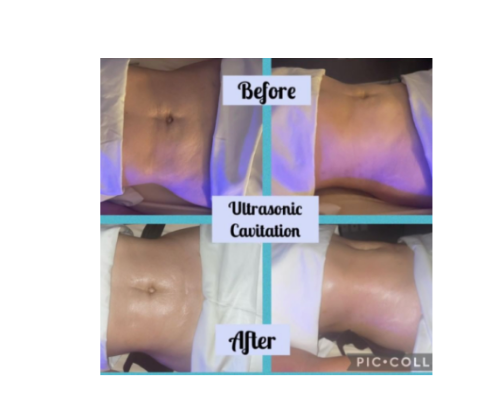 Before
Ultrasonic
Cavitation
After
PIC•COLL